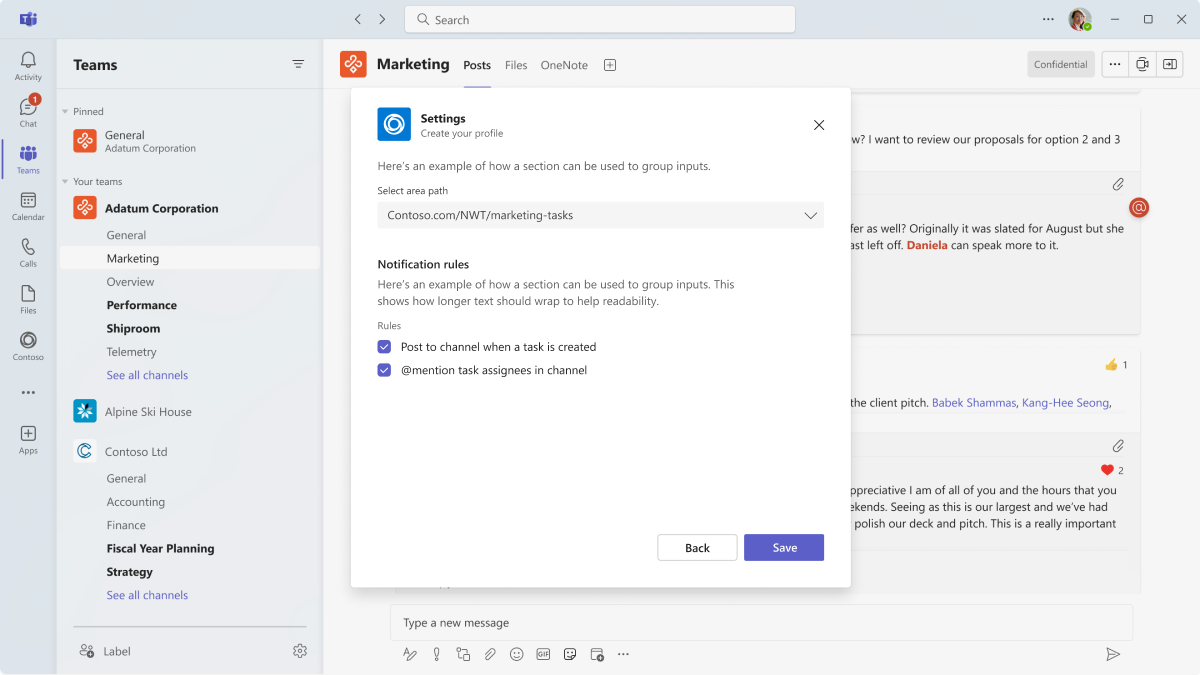 Search
Activity
1
Chat
Teams
Calendar
Calls
Files
Contoso
Apps
Teams
Pinned
General
Adatum Corporation
Your teams
Adatum Corporation
General
Marketing
Overview
Performance
Shiproom
Telemetry
See all channels
Alpine Ski House
Contoso Ltd
General
Accounting
Finance
Fiscal Year Planning
Strategy
See all channels
Label
Marketing Posts Files OneNote
Confidential
Settings
Create your profile
Here's an example of how a section can be used to group inputs.
Select area path
Contoso.com/NWT/marketing-tasks
Notification rules
Here's an example of how a section can be used to group inputs. This
shows how longer text should wrap to help readability.
Rules
Post to channel when a task is created
@mention task assignees in channel
Back
Save
w? I want to review our proposals for option 2 and 3
@
fer as well? Originally it was slated for August but she
ast left off. Daniela can speak more to it.
1
the client pitch. Babek Shammas, Kang-Hee Seong,
2
ppreciative I am of all of you and the hours that you
ekends. Seeing as this is our largest and we've had
polish our deck and pitch. This is a really important
Type a new message
GIF